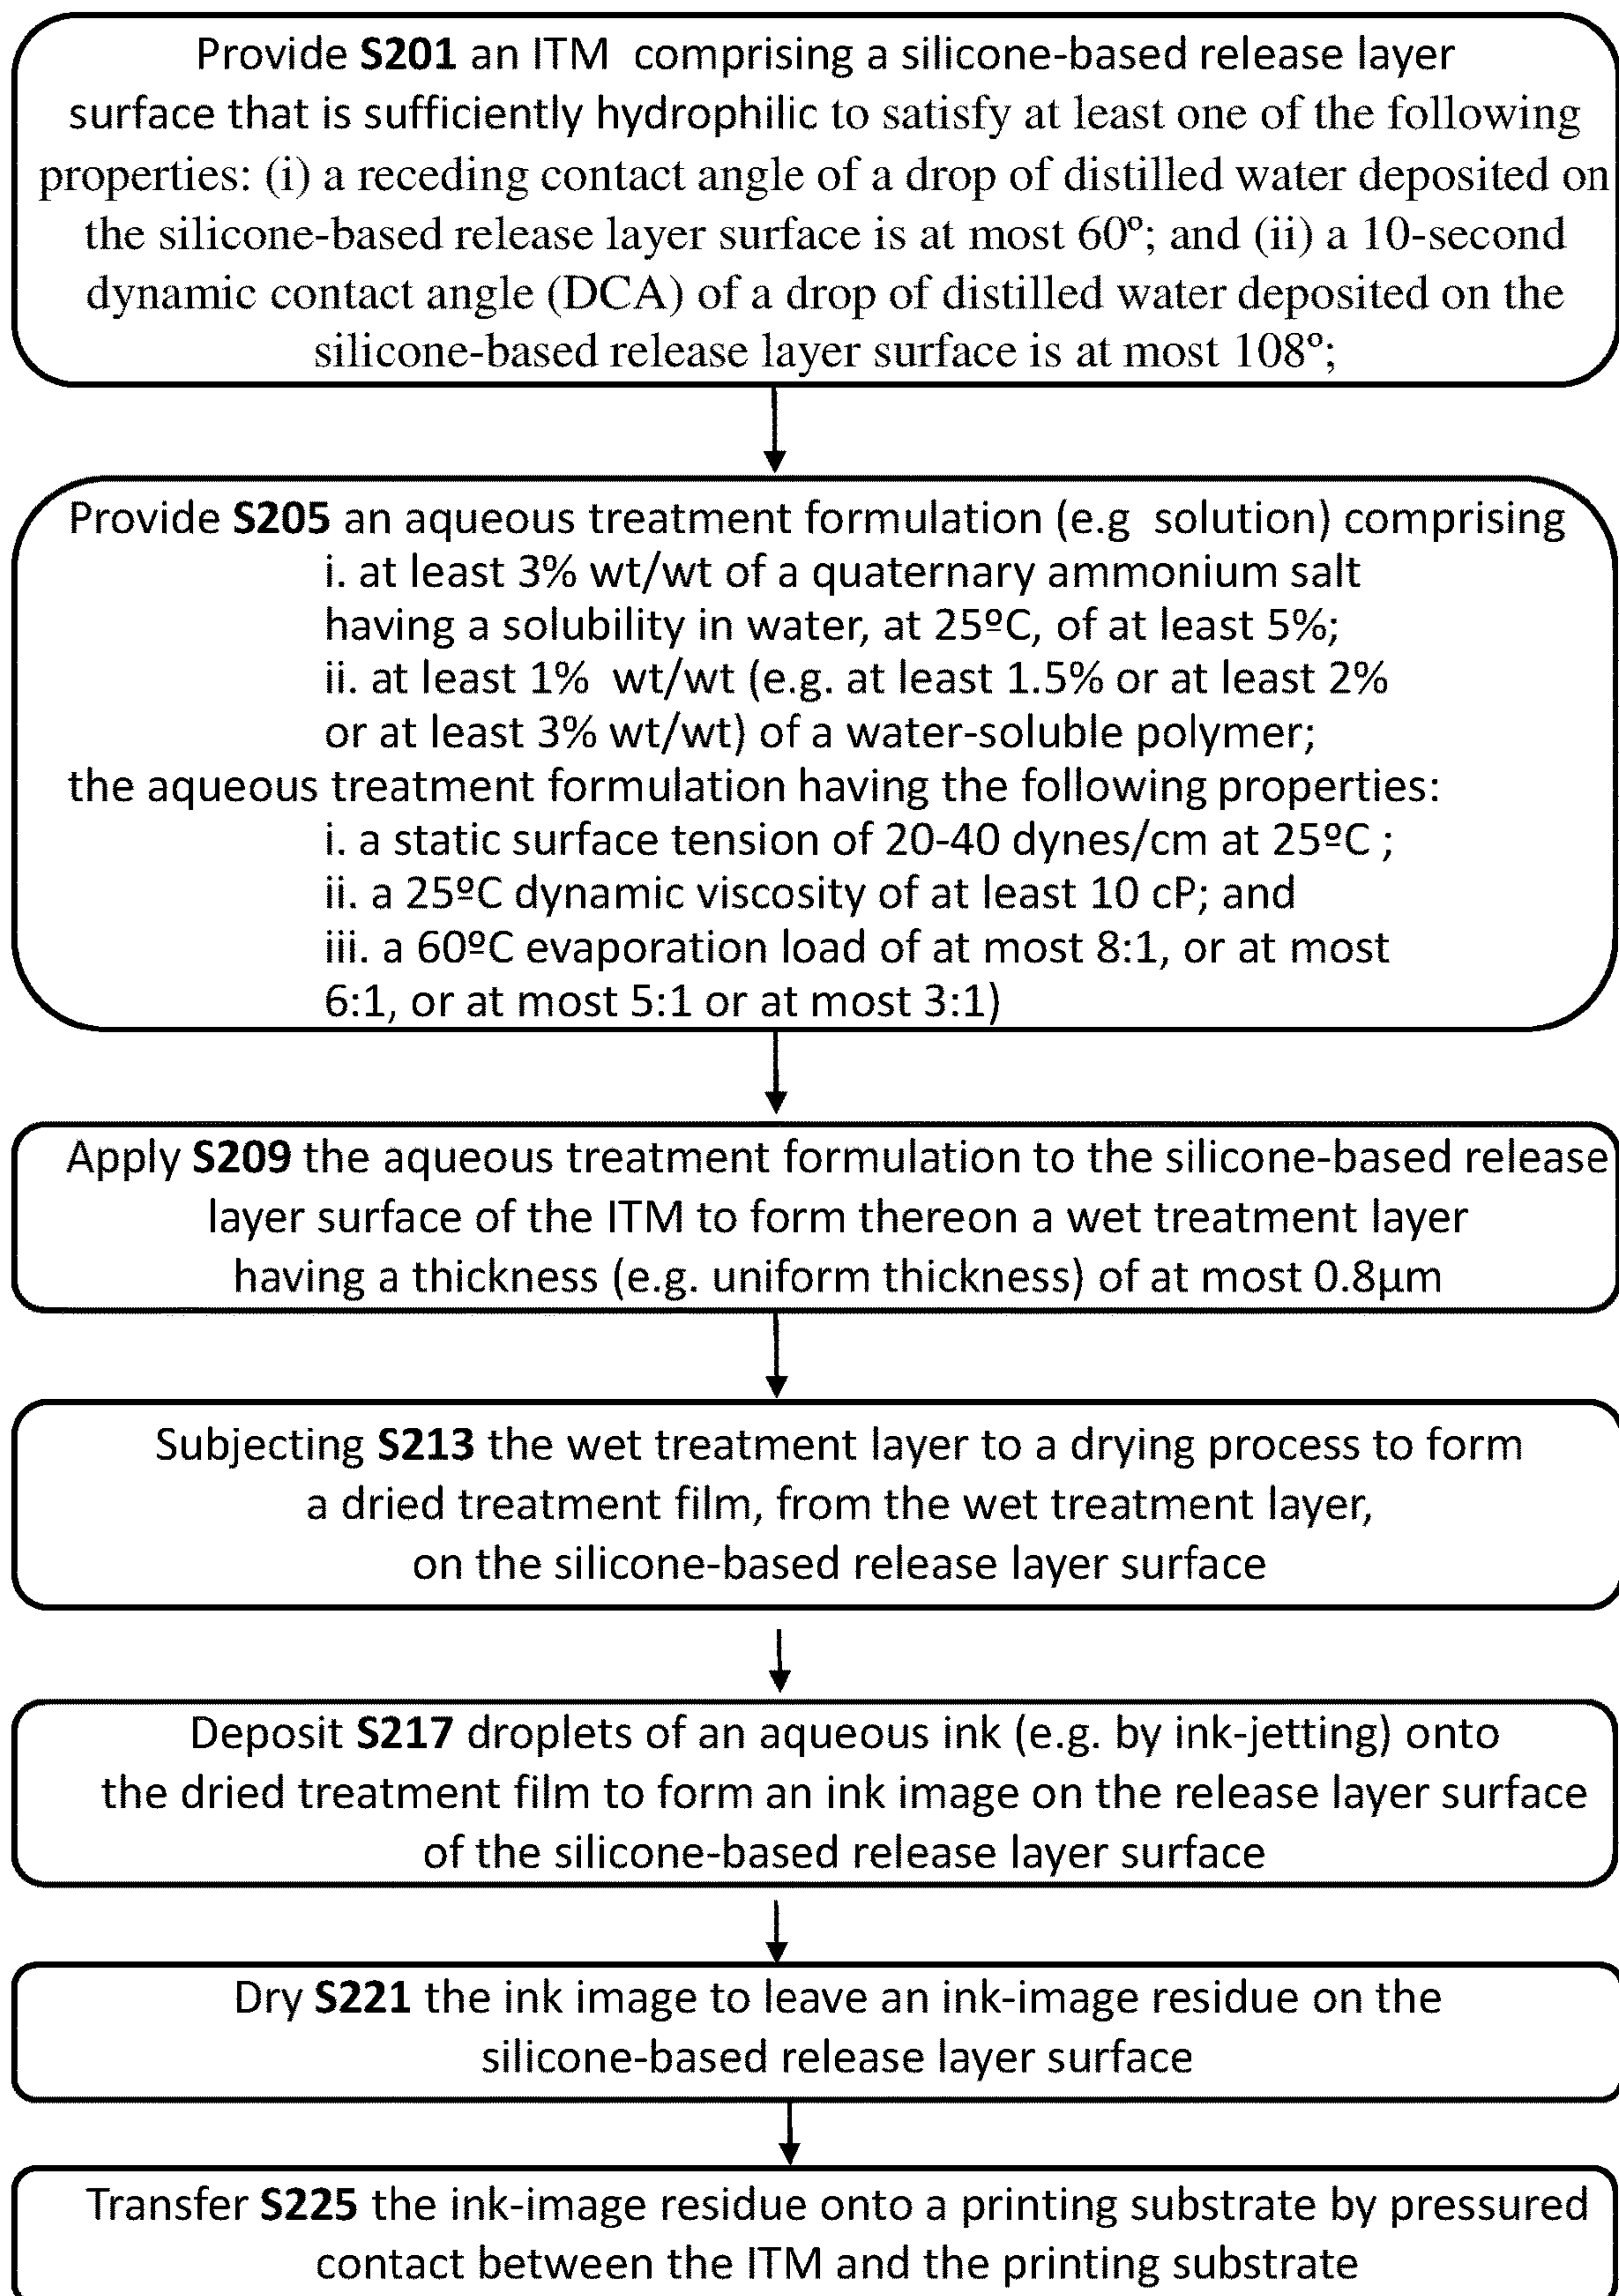 Provide S201 an ITM comprising a silicone-based release layer
surface that is sufficiently hydrophilic to satisfy at least one of the following
properties: (i) a receding contact angle of a drop of distilled water deposited on
the silicone-based release layer surface is at most 60º; and (ii) a 10-second
dynamic contact angle (DCA) of a drop of distilled water deposited on the
silicone-based release layer surface is at most 108º;
Provide S205 an aqueous treatment formulation (e.g solution) comprising
i. at least 3% wt/wt of a quaternary ammonium salt
having a solubility in water, at 25ºC, of at least 5%;
ii. at least 1% wt/wt (e.g. at least 1.5% or at least 2%
or at least 3% wt/wt) of a water-soluble polymer;
the aqueous treatment formulation having the following properties:
i. a static surface tension of 20-40 dynes/cm at 25ºC ;
ii. a 25ºC dynamic viscosity of at least 10 cP; and
iii. a 60ºC evaporation load of at most 8:1, or at most
6:1, or at most 5:1 or at most 3:1)
Apply S209 the aqueous treatment formulation to the silicone-based release
layer surface of the ITM to form thereon a wet treatment layer
having a thickness (e.g. uniform thickness) of at most 0.8μm
Subjecting S213 the wet treatment layer to a drying process to form
a dried treatment film, from the wet treatment layer,
on the silicone-based release layer surface
Deposit S217 droplets of an aqueous ink (e.g. by ink-jetting) onto
the dried treatment film to form an ink image on the release layer surface
of the silicone-based release layer surface
Dry S221 the ink image to leave an ink-image residue on the
silicone-based release layer surface
Transfer S225 the ink-image residue onto a printing substrate by pressured
contact between the ITM and the printing substrate